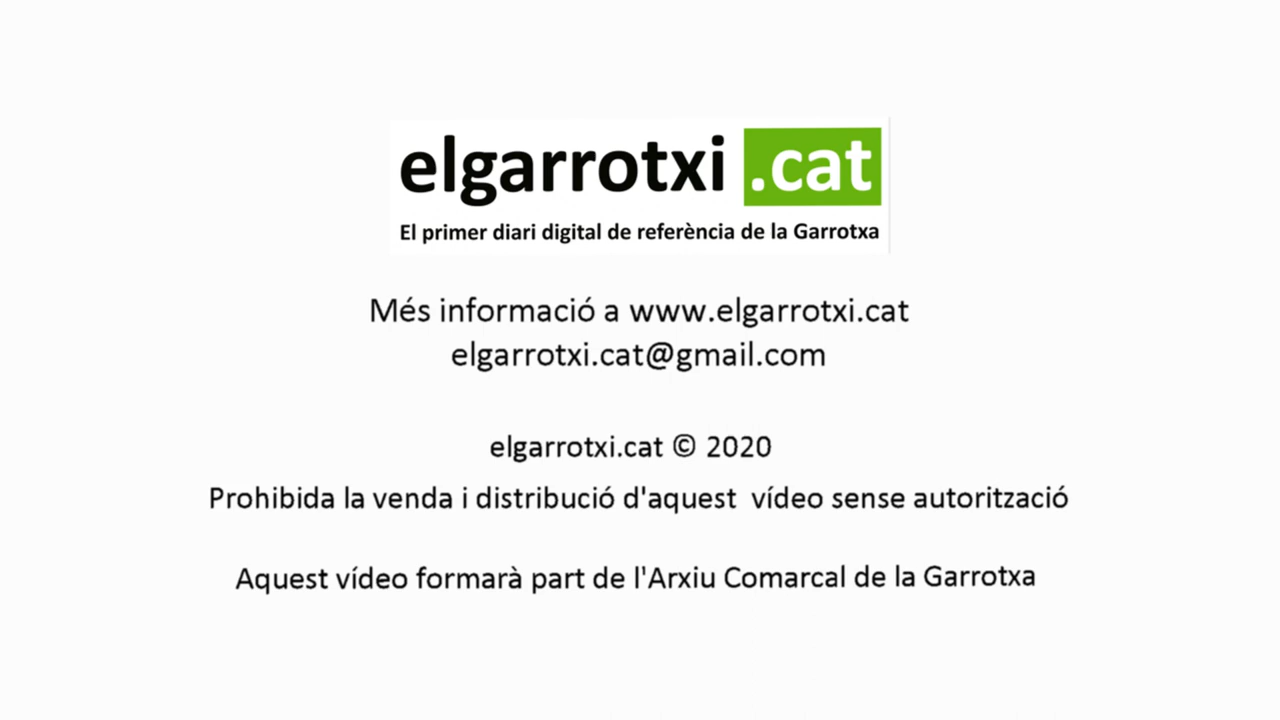 elgarrotxi .cat
El primer diari digital de referència de la Garrotxa
Més informació a www.elgarrotxi.cat
elgarrotxi.cat@gmail.com
elgarrotxi.cat © 2020
Prohibida la venda i distribució d'aquest vídeo sense autorització
Aquest vídeo formarà part de l'Arxiu Comarcal de la Garrotxa